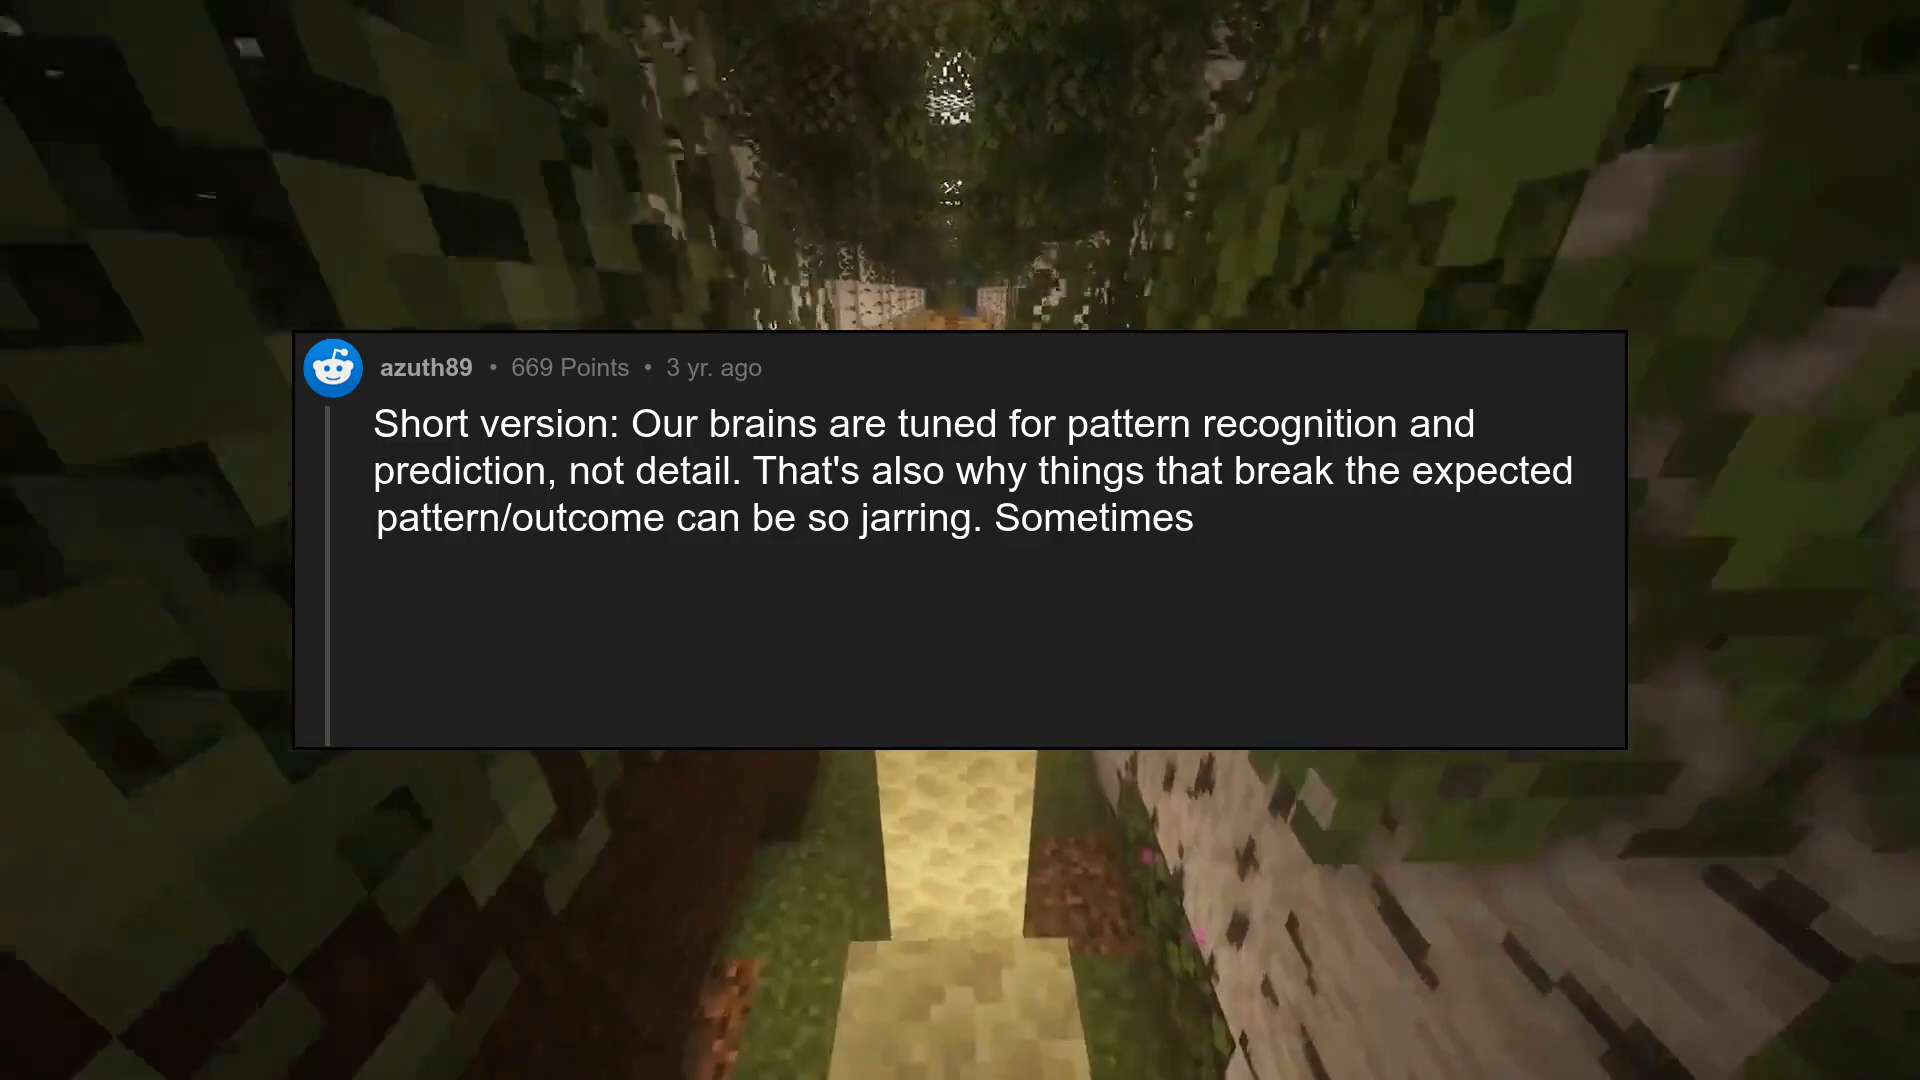 azuth89 • 669 Points • 3 yr. ago
Short version: Our brains are tuned for pattern recognition and
prediction, not detail. That's also why things that break the expected
pattern/outcome can be so jarring. Sometimes